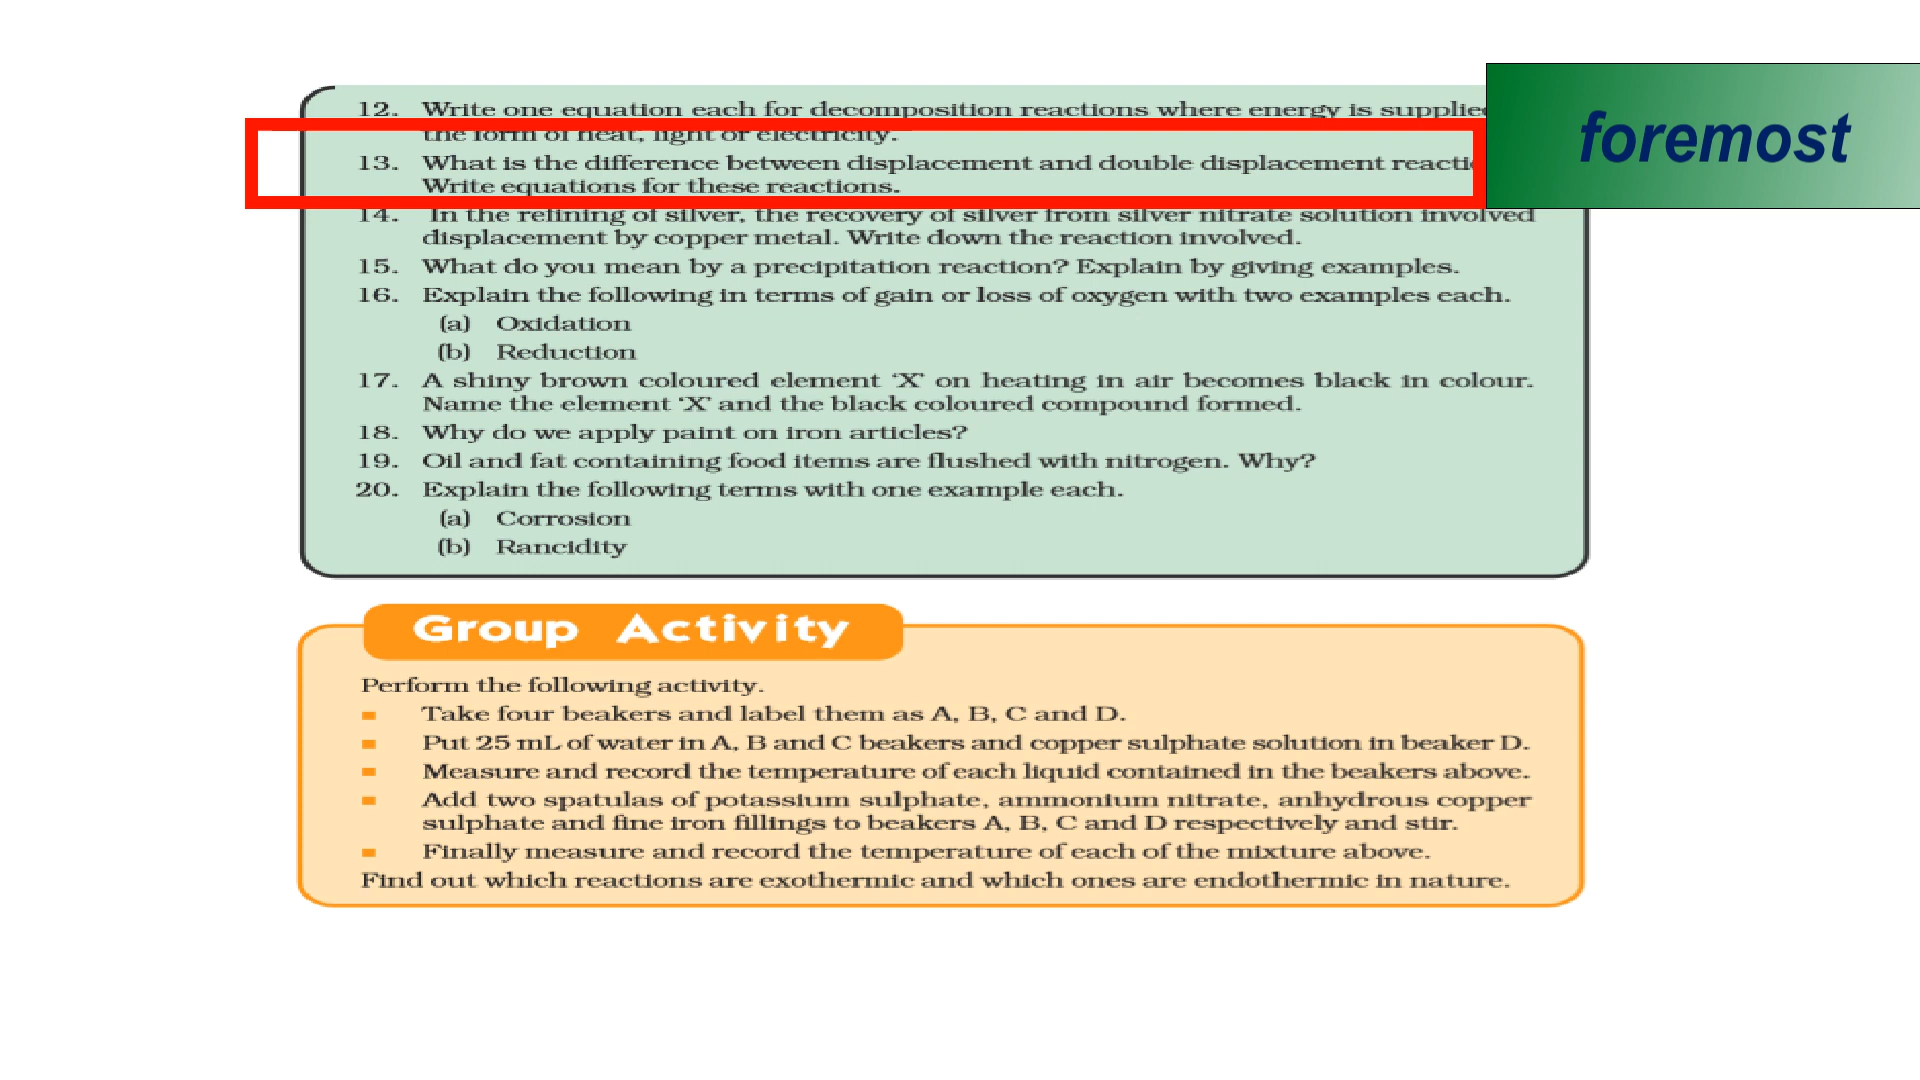 12. Write one equation each for decomposition reactions where energy is supplied
the form of heat, light or electricity.
13. What is the difference between displacement and double displacement
Write equations for these reactions.
14. In the refining of silver, the recovery of silver from silver nitrate solution involved
displacement by copper metal. Write down the reaction involved.
15. What do you mean by a precipitation reaction? Explain by giving examples.
16. Explain the following in terms of gain or loss of oxygen with two examples each.
(a) Oxidation
(b) Reduction
17. A shiny brown coloured element ‘X’ on heating in air becomes black in colour.
Name the element ‘X’ and the black coloured compound formed.
18. Why do we apply paint on iron articles?
19. Oil and fat containing food items are flushed with nitrogen. Why?
20. Explain the following terms with one example each.
(a) Corrosion
(b) Rancidity
foremost
Group Activity
Perform the following activity.
Take four beakers and label them as A, B, C and D.
Put 25 mL of water in A, B and C beakers and copper sulphate solution in beaker D.
Measure and record the temperature of each liquid contained in the beakers above.
Add two spatulas of potassium sulphate, ammonium nitrate, anhydrous copper
sulphate and fine iron fillings to beakers A, B, C and D respectively and stir.
Finally measure and record the temperature of each of the mixture above.
Find out which reactions are exothermic and which ones are endothermic in nature.